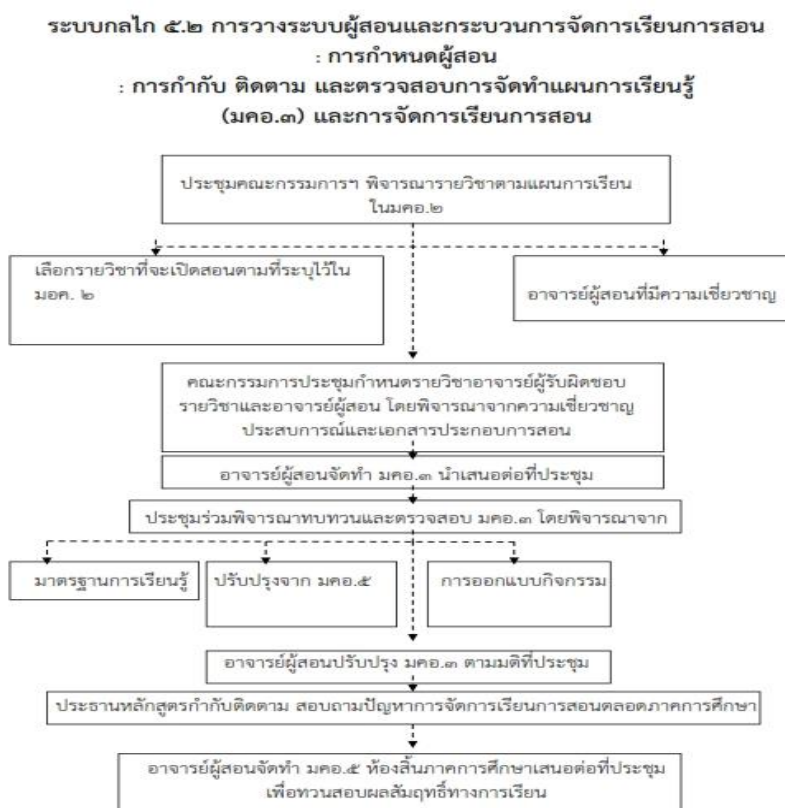 ระบบกลไก ๕.๒ การวางระบบผู้สอนและกระบวนการจัดการเรียนการสอน
: การกำหนดผู้สอน
: การกำกับ ติดตาม และตรวจสอบการจัดทำแผนการเรียนรู้
(มคอ.๓) และการจัดการเรียนการสอน
ประชุมคณะกรรมการฯ พิจารณารายวิชาตามแผนการเรียน
ในมคอ.๒
เลือกรายวิชาที่จะเปิดสอนตามที่ระบุไว้ใน
มอค. ๒
อาจารย์ผู้สอนที่มีความเชี่ยวชาญ
คณะกรรมการประชุมกำหนดรายวิชาอาจารย์ผู้รับผิดชอบ
รายวิชาและอาจารย์ผู้สอน โดยพิจารณาจากความเชี่ยวชาญ
ประสบการณ์และเอกสารประกอบการสอน
อาจารย์ผู้สอนจัดทำ มคอ.๓ นำเสนอต่อที่ประชุม
ประชุมร่วมพิจารณาทบทวนและตรวจสอบ มคอ.๓ โดยพิจารณาจาก
มาตรฐานการเรียนรู้
ปรับปรุงจาก มคอ.๕
การออกแบบกิจกรรม
อาจารย์ผู้สอนปรับปรุง มคอ.๓ ตามมติที่ประชุม
ประธานหลักสูตรกำกับติดตาม สอบถามปัญหาการจัดการเรียนการสอนตลอดภาคการศึกษา
อาจารย์ผู้สอนจัดทำ มคอ.๕ ห้องสิ้นภาคการศึกษาเสนอต่อที่ประชุม
เพื่อทวนสอบผลสัมฤทธิ์ทางการเรียน